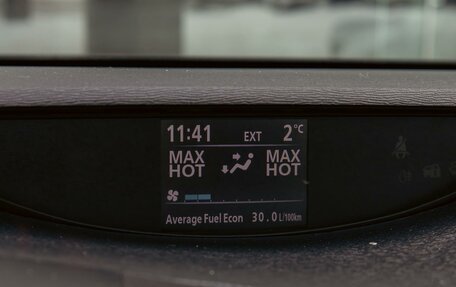 11:41 EXT 2°C
MAX MAX
HOT HOT
Average Fuel Econ 30.0 L/100km